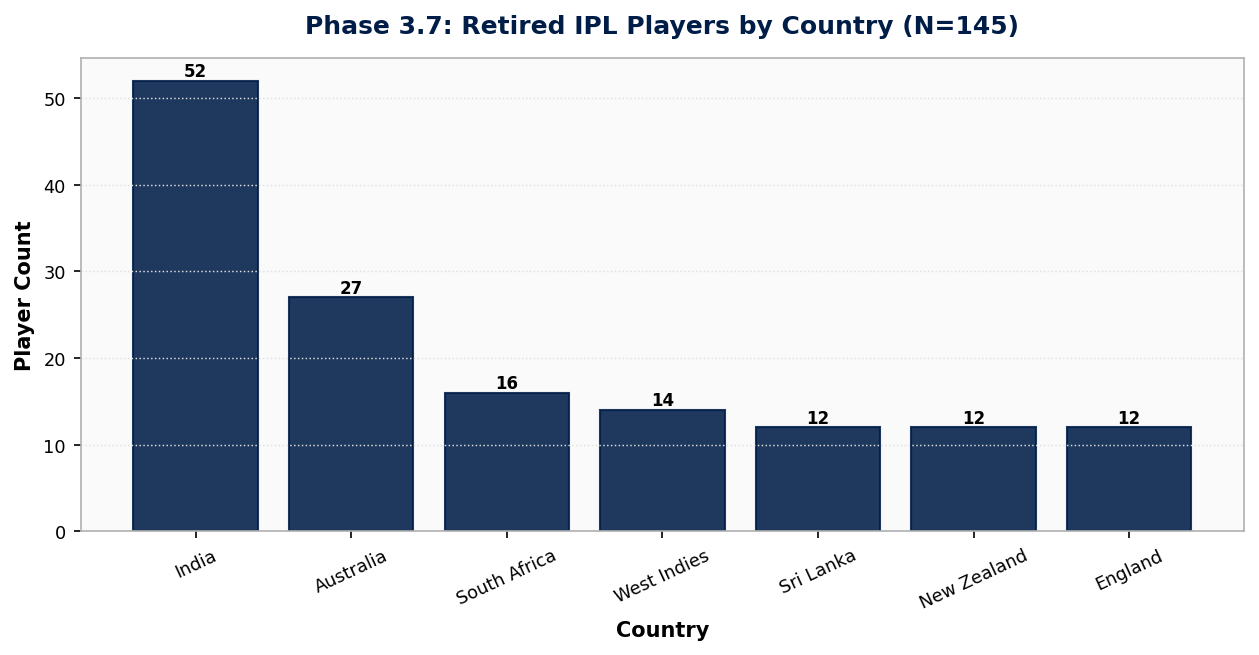 Phase 3.7: Retired IPL Players by Country (N=145)
Player Count
50
40
30
20
10
0
52
27
16
14
12
12
12
India
Australia
South Africa
West Indies
Sri Lanka
New Zealand
England
Country